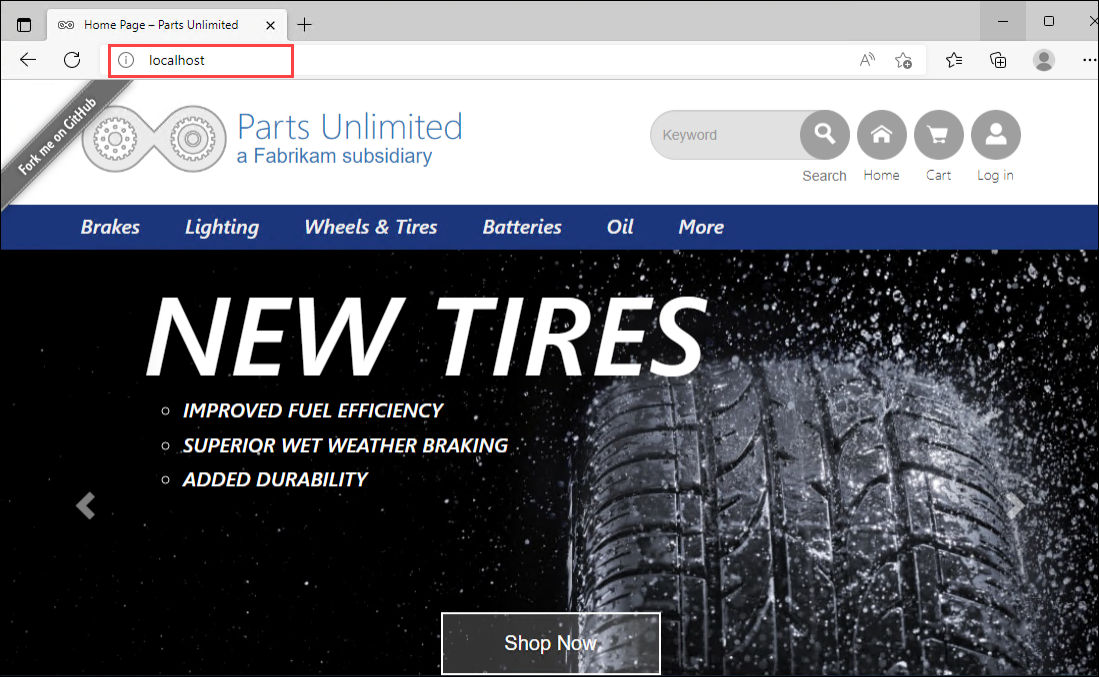 Home Page – Parts Unlimited
localhost
Fork me on GitHub
Parts Unlimited
a Fabrikam subsidiary
Keyword
Search Home Cart Log in
Brakes Lighting Wheels & Tires Batteries Oil More
NEW TIRES
IMPROVED FUEL EFFICIENCY
SUPERIOR WET WEATHER BRAKING
ADDED DURABILITY
Shop Now